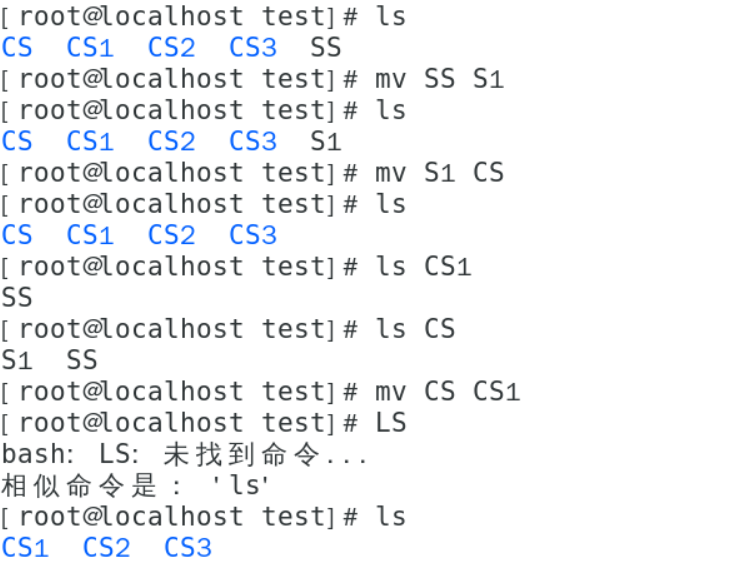 [root@localhost test]# ls
CS  CS1  CS2  CS3  SS
[root@localhost test]# mv SS S1
[root@localhost test]# ls
CS  CS1  CS2  CS3  S1
[root@localhost test]# mv S1 CS
[root@localhost test]# ls
CS  CS1  CS2  CS3
[root@localhost test]# ls CS1
SS
[root@localhost test]# ls CS
S1  SS
[root@localhost test]# mv CS CS1
[root@localhost test]# LS
bash: LS: 未找到命令...
相似命令是： 'ls'
[root@localhost test]# ls
CS1  CS2  CS3